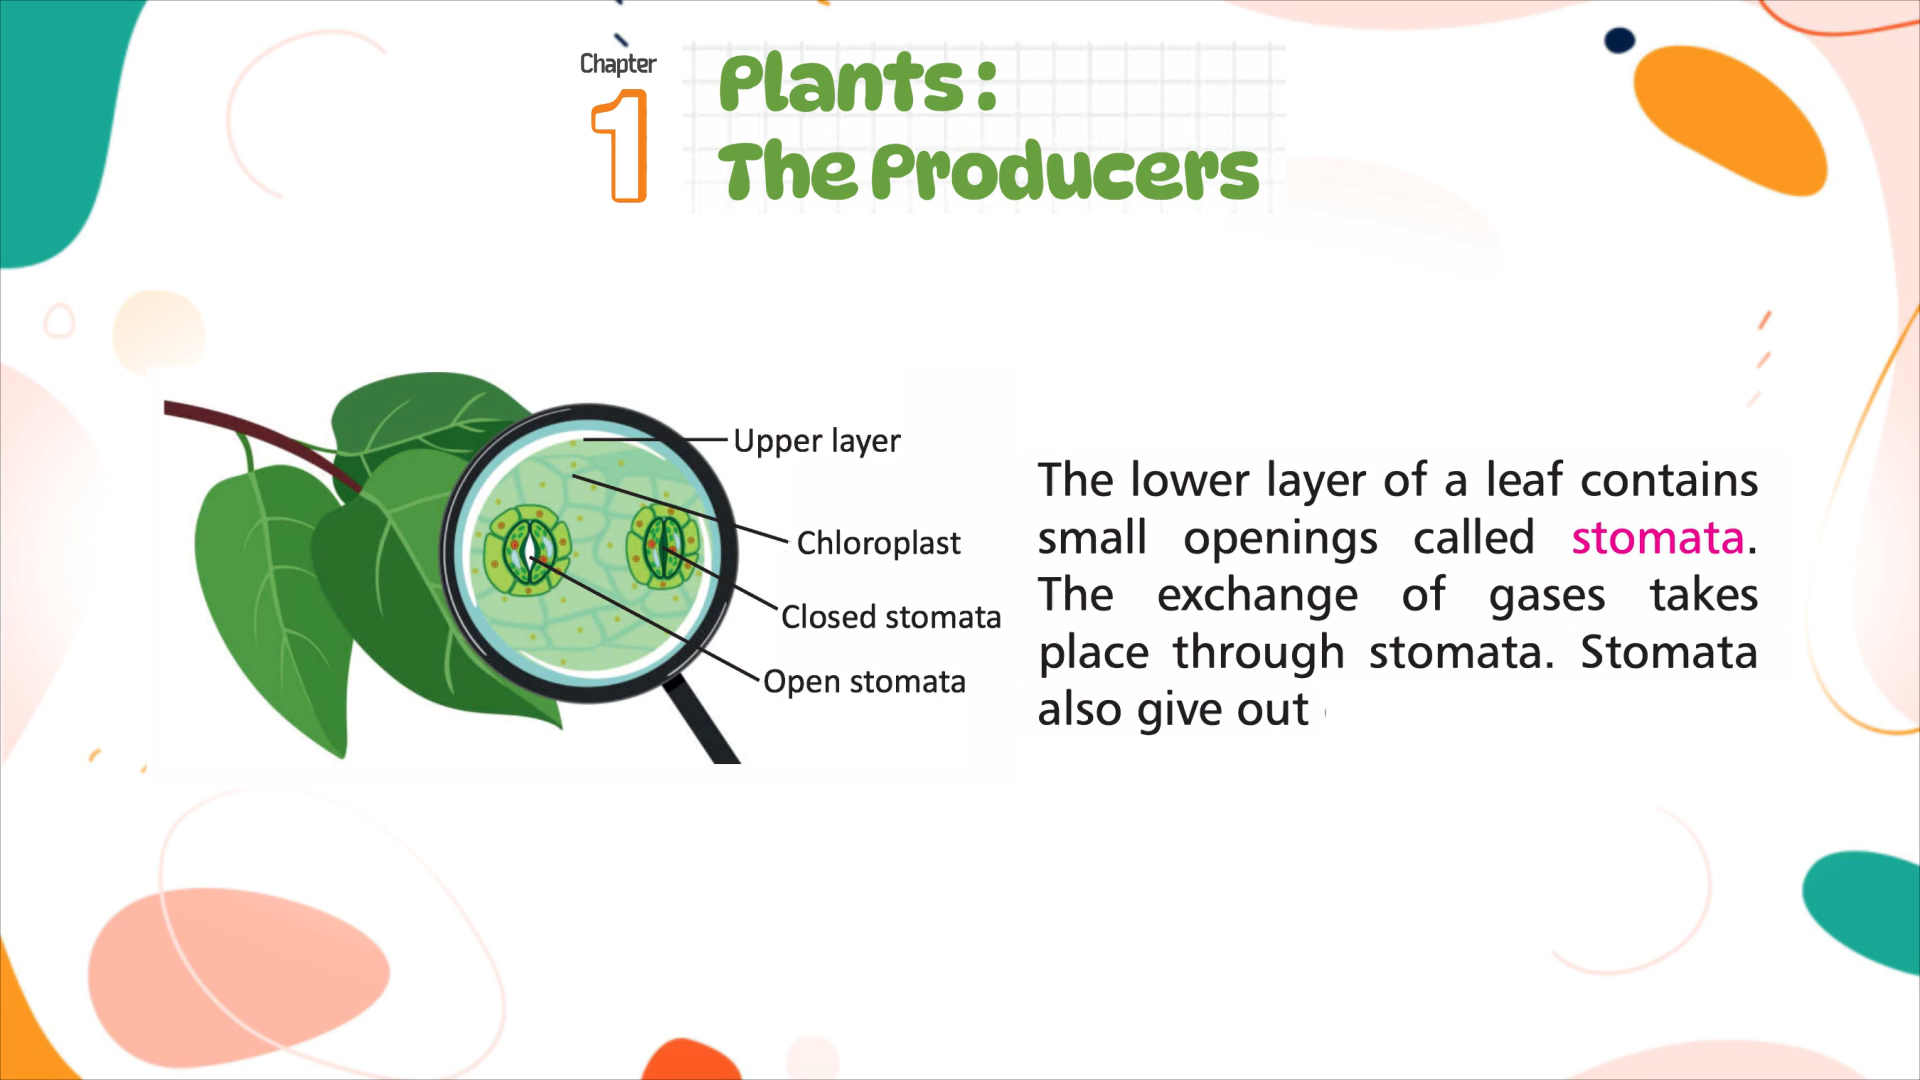 Chapter
1
Plants:
The Producers
Upper layer
Chloroplast
Closed stomata
Open stomata
The lower layer of a leaf contains
small openings called stomata.
The exchange of gases takes
place through stomata. Stomata
also give out